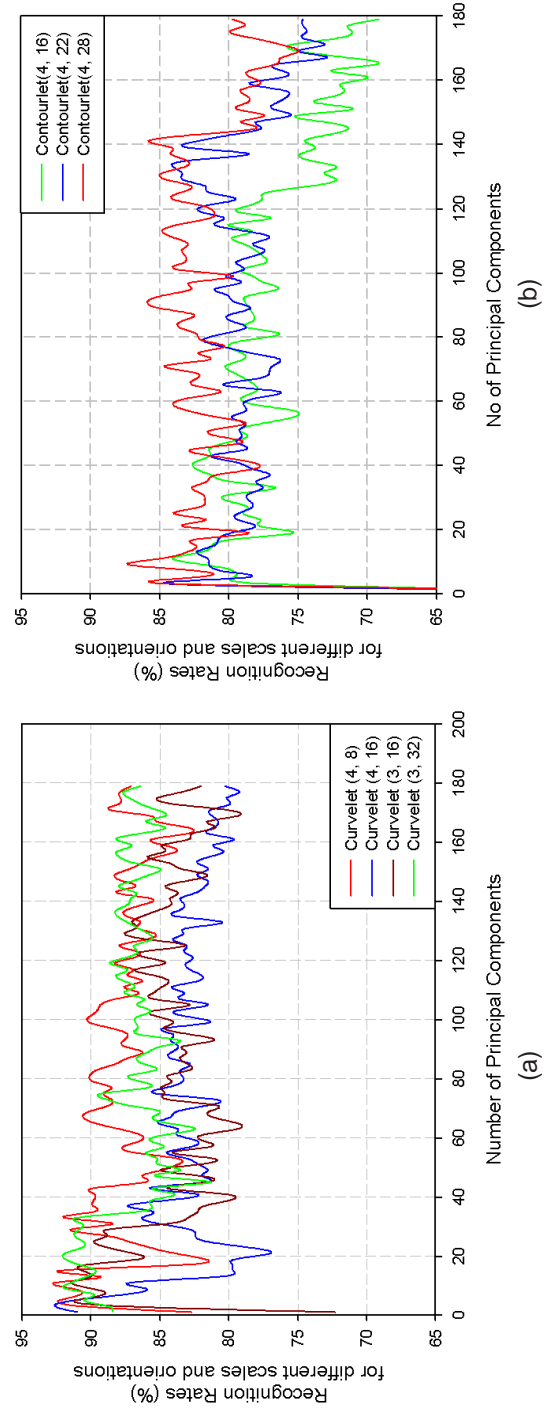 Recognition Rates (%)
for different scales and orientations
95
90
85
80
75
70
65
0
20
40
60
80
100
120
140
160
180
200
Number of Principal Components
Curvelet (4, 8)
Curvelet (4, 16)
Curvelet (3, 16)
Curvelet (3, 32)
(a)
Recognition Rates (%)
for different scales and orientations
95
90
85
80
75
70
65
0
20
40
60
80
100
120
140
160
180
No of Principal Components
Contourlet(4, 16)
Contourlet(4, 22)
Contourlet(4, 28)
(b)